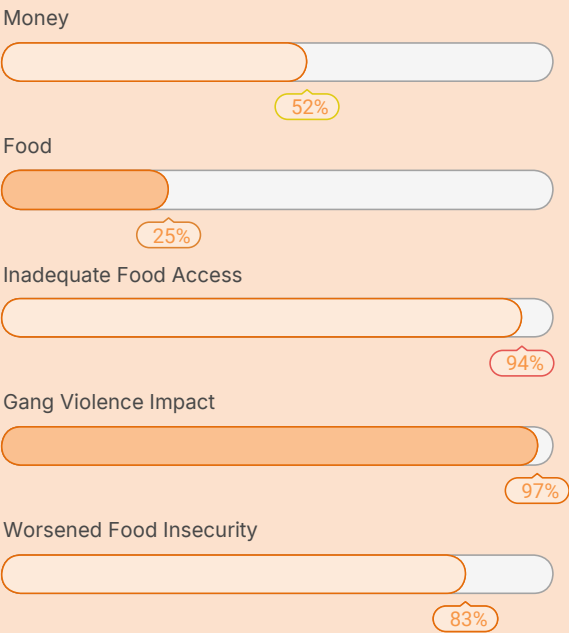 Money
52%
Food
25%
Inadequate Food Access
94%
Gang Violence Impact
97%
Worsened Food Insecurity
83%